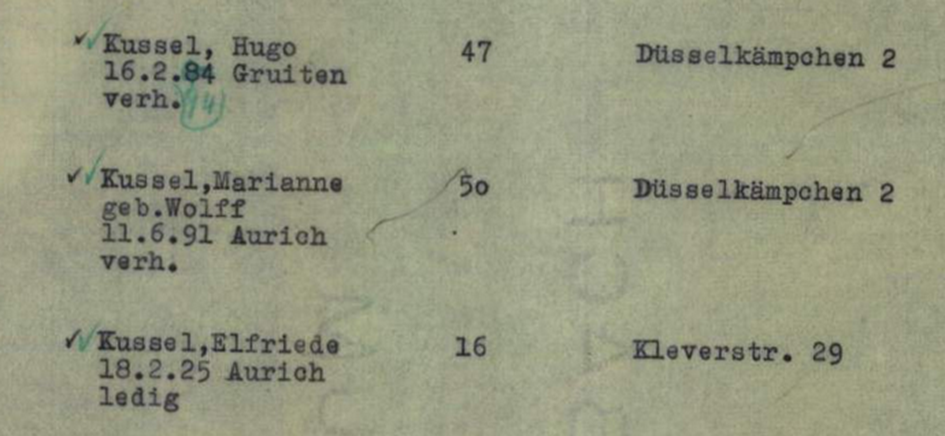 Kussel, Hugo 47 Düsselkämpchen 2
16.2.84 Gruiten
verh. (14)
Kussel,Marianne 5o Düsselkämpchen 2
geb.Wolff
11.6.91 Aurich
verh.
Kussel,Elfriede 16 Kleverstr. 29
18.2.25 Aurich
ledig